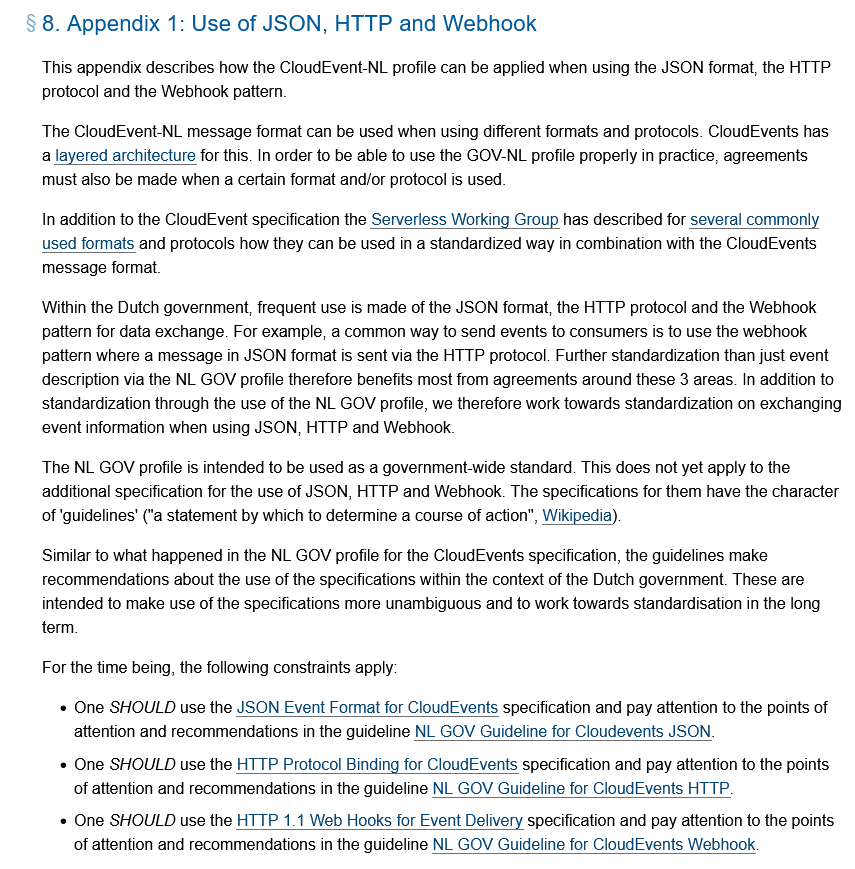 § 8. Appendix 1: Use of JSON, HTTP and Webhook
This appendix describes how the CloudEvent-NL profile can be applied when using the JSON format, the HTTP
protocol and the Webhook pattern.
The CloudEvent-NL message format can be used when using different formats and protocols. CloudEvents has
a layered architecture for this. In order to be able to use the GOV-NL profile properly in practice, agreements
must also be made when a certain format and/or protocol is used.
In addition to the CloudEvent specification the Serverless Working Group has described for several commonly
used formats and protocols how they can be used in a standardized way in combination with the CloudEvents
message format.
Within the Dutch government, frequent use is made of the JSON format, the HTTP protocol and the Webhook
pattern for data exchange. For example, a common way to send events to consumers is to use the webhook
pattern where a message in JSON format is sent via the HTTP protocol. Further standardization than just event
description via the NL GOV profile therefore benefits most from agreements around these 3 areas. In addition to
standardization through the use of the NL GOV profile, we therefore work towards standardization on exchanging
event information when using JSON, HTTP and Webhook.
The NL GOV profile is intended to be used as a government-wide standard. This does not yet apply to the
additional specification for the use of JSON, HTTP and Webhook. The specifications for them have the character
of 'guidelines' ("a statement by which to determine a course of action", Wikipedia).
Similar to what happened in the NL GOV profile for the CloudEvents specification, the guidelines make
recommendations about the use of the specifications within the context of the Dutch government. These are
intended to make use of the specifications more unambiguous and to work towards standardisation in the long
term.
For the time being, the following constraints apply:
• One SHOULD use the JSON Event Format for CloudEvents specification and pay attention to the points of
attention and recommendations in the guideline NL GOV Guideline for Cloudevents JSON.
• One SHOULD use the HTTP Protocol Binding for CloudEvents specification and pay attention to the points
of attention and recommendations in the guideline NL GOV Guideline for CloudEvents HTTP.
• One SHOULD use the HTTP 1.1 Web Hooks for Event Delivery specification and pay attention to the points
of attention and recommendations in the guideline NL GOV Guideline for CloudEvents Webhook.